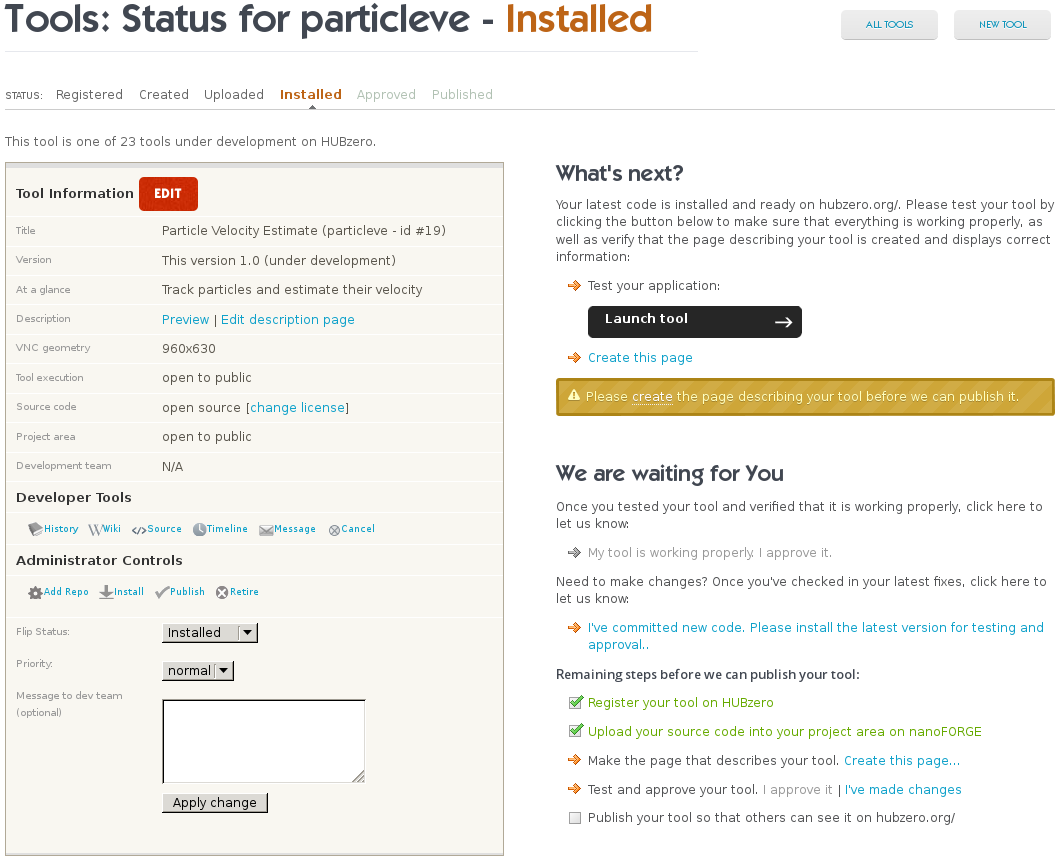 Tools: Status for particleve - Installed
ALL TOOLS
NEW TOOL
STATUS: Registered Created Uploaded Installed Approved Published
This tool is one of 23 tools under development on HUBzero.
Tool Information EDIT
Title Particle Velocity Estimate (particleve - id #19)
Version This version 1.0 (under development)
At a glance Track particles and estimate their velocity
Description Preview | Edit description page
VNC geometry 960x630
Tool execution open to public
Source code open source [change license]
Project area open to public
Development team N/A
Developer Tools
History Wiki Source Timeline Message Cancel
Administrator Controls
Add Repo Install Publish Retire
Flip Status: Installed
Priority: normal
Message to dev team
(optional)
Apply change
What's next?
Your latest code is installed and ready on hubzero.org/. Please test your tool by
clicking the button below to make sure that everything is working properly, as
well as verify that the page describing your tool is created and displays correct
information:
Test your application:
Launch tool →
Create this page
Please create the page describing your tool before we can publish it.
We are waiting for You
Once you tested your tool and verified that it is working properly, click here to
let us know:
My tool is working properly. I approve it.
Need to make changes? Once you've checked in your latest fixes, click here to
let us know:
I've committed new code. Please install the latest version for testing and
approval..
Remaining steps before we can publish your tool:
Register your tool on HUBzero
Upload your source code into your project area on nanoFORGE
Make the page that describes your tool. Create this page...
Test and approve your tool. I approve it | I've made changes
Publish your tool so that others can see it on hubzero.org/